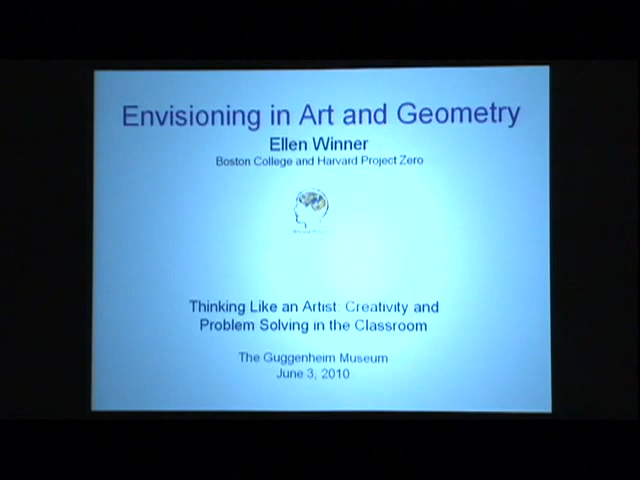 Envisioning in Art and Geometry
Ellen Winner
Boston College and Harvard Project Zero
Thinking Like an Artist: Creativity and
Problem Solving in the Classroom
The Guggenheim Museum
June 3, 2010